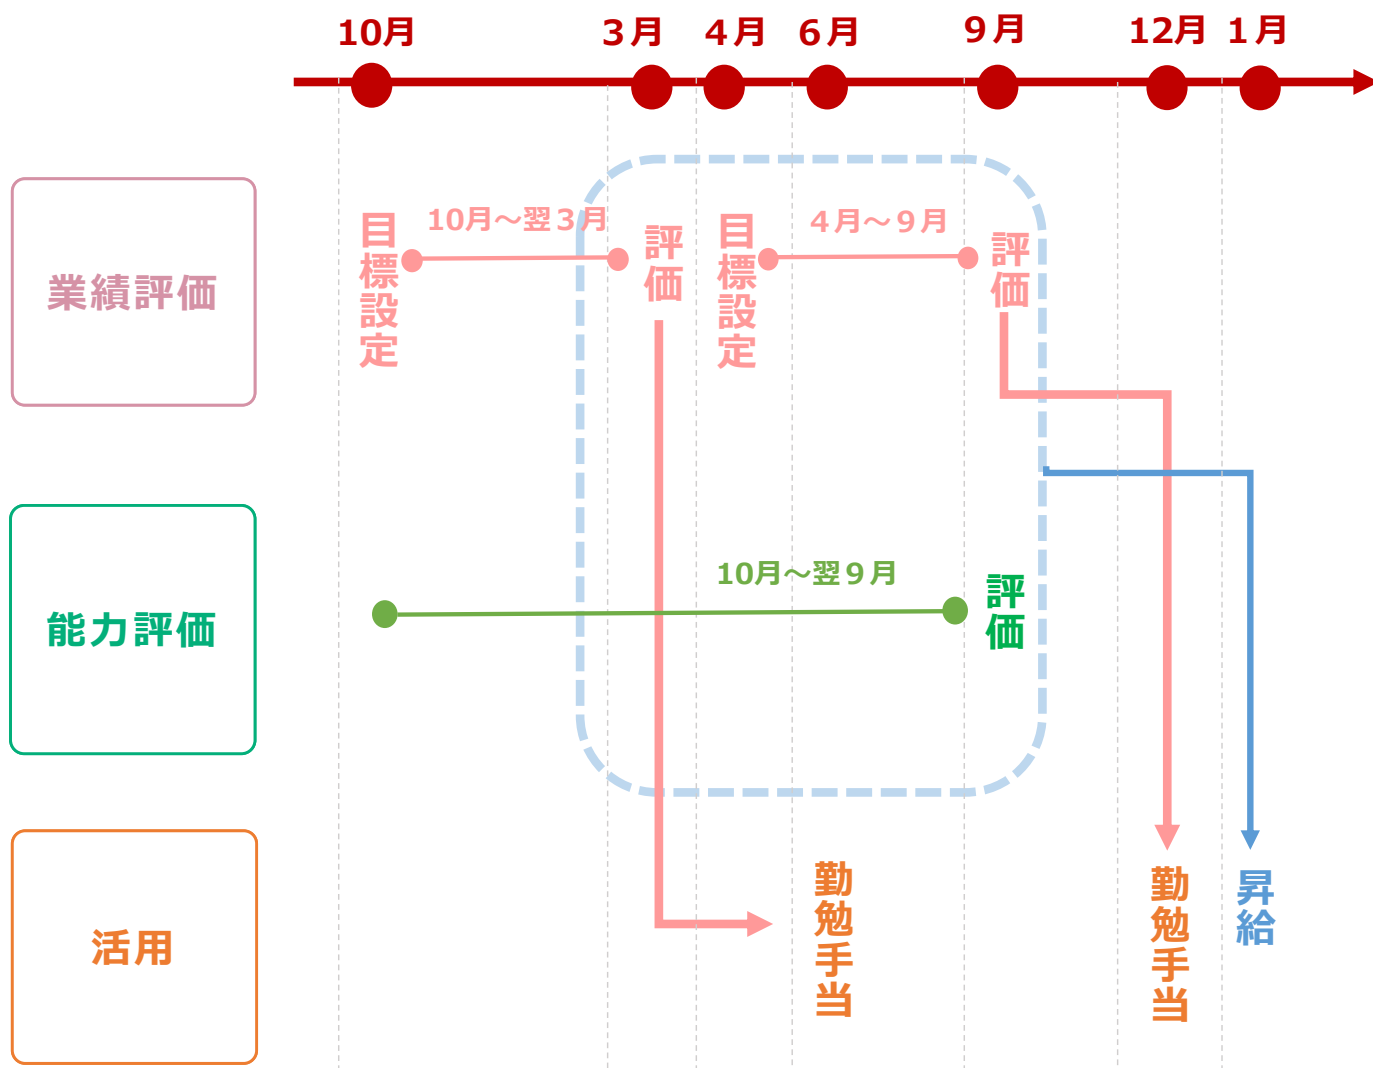 10月
３月
４月
６月
９月
12月
１月
業績評価
目標設定
10月～翌３月
評価
目標設定
４月～９月
評価
能力評価
10月～翌９月
評価
活用
勤勉手当
勤勉手当
昇給